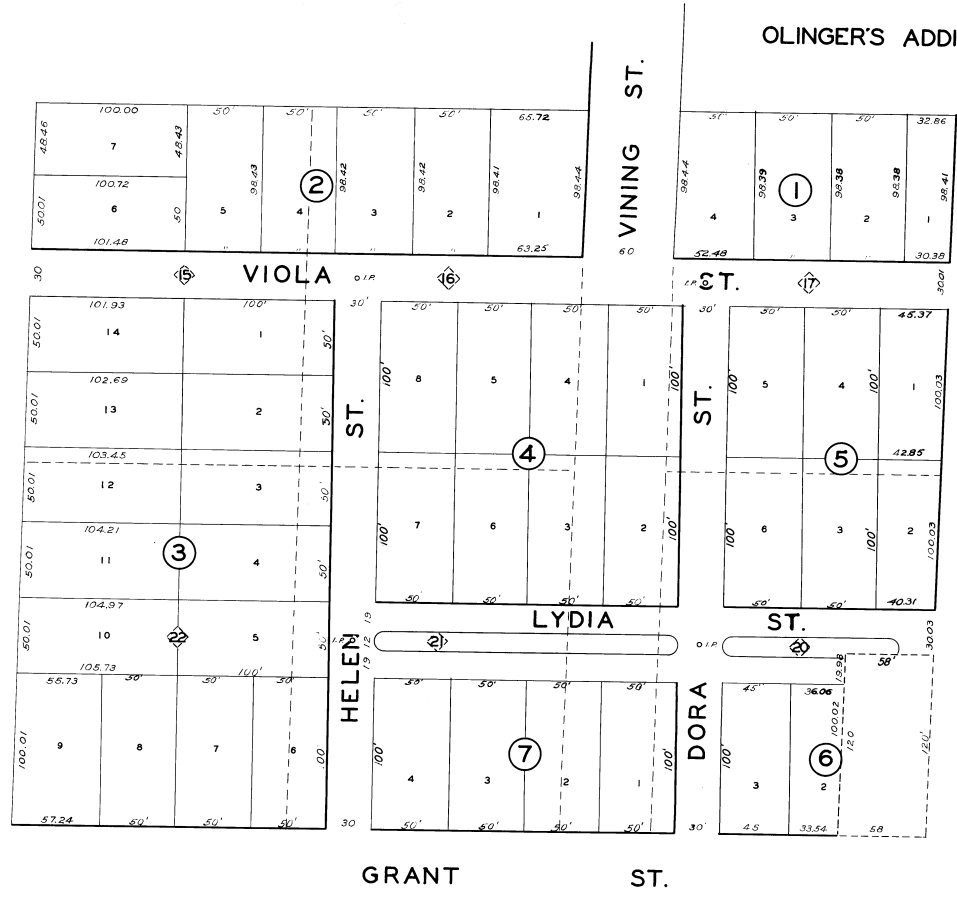 OLINGER'S ADDI
VINING ST.
100.00 50' 50' 50' 50' 65.72
48.46 7 48.43
100.72
50.01 6 50 5 98.43 4 2 98.42 3 98.42 2 98.41 1 98.44
101.48 " " 63.25
60
50' 50' 50' 32.86
98.44 98.39 1 98.38 98.38 98.41
4 3 2 1
52.48 " " 30.38
30 15 VIOLA I.P. 16 I.P. ST. 17 30.01
101.93 100'
50.01 14 1 50'
102.69
50.01 13 2 50'
103.45
50.01 12 3 50'
104.21
50.01 11 3 4 50'
104.97
50.01 10 22 5 50'
105.73 100'
55.73 50' 50' 50'
100.01 9 8 7 6 .00
57.24 50' 50' 50'
30' ST.
HELEN
I.P.
19 12 19
30
50' 50' 50' 50'
100' 8 5 4 1 100'
4
100' 7 6 3 2 100'
50' 50' 50' 50'
LYDIA ST.
21 I.P. 20 30.03
30' ST.
DORA
30'
50' 50' 45.37
100' 5 4 100' 1 100.03
5 42.85
100' 6 3 100' 2 100.03
50' 50' 40.31
50' 50' 50' 50'
100' 4 3 7 2 1 100'
50' 50' 50' 50'
45' 36.06 19.98 58'
100' 3 2 6 100.02 120 120'
45 33.54 58
GRANT ST.